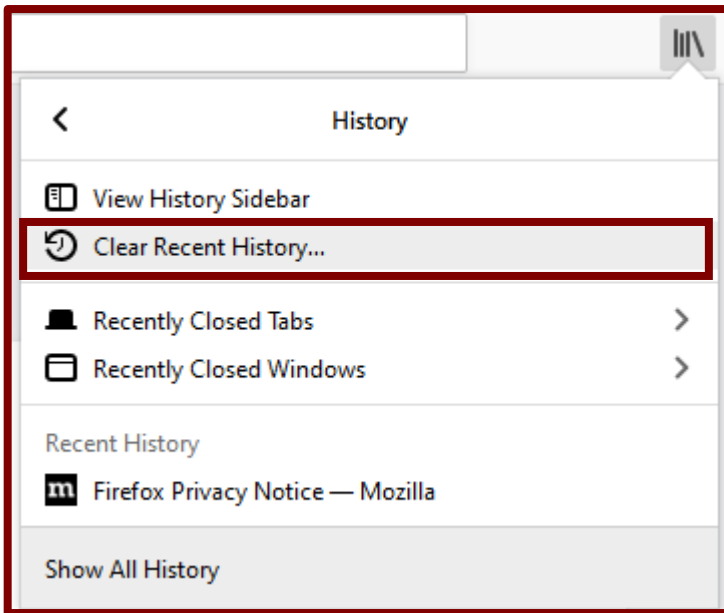 History
View History Sidebar
Clear Recent History...
Recently Closed Tabs
Recently Closed Windows
Recent History
m Firefox Privacy Notice — Mozilla
Show All History